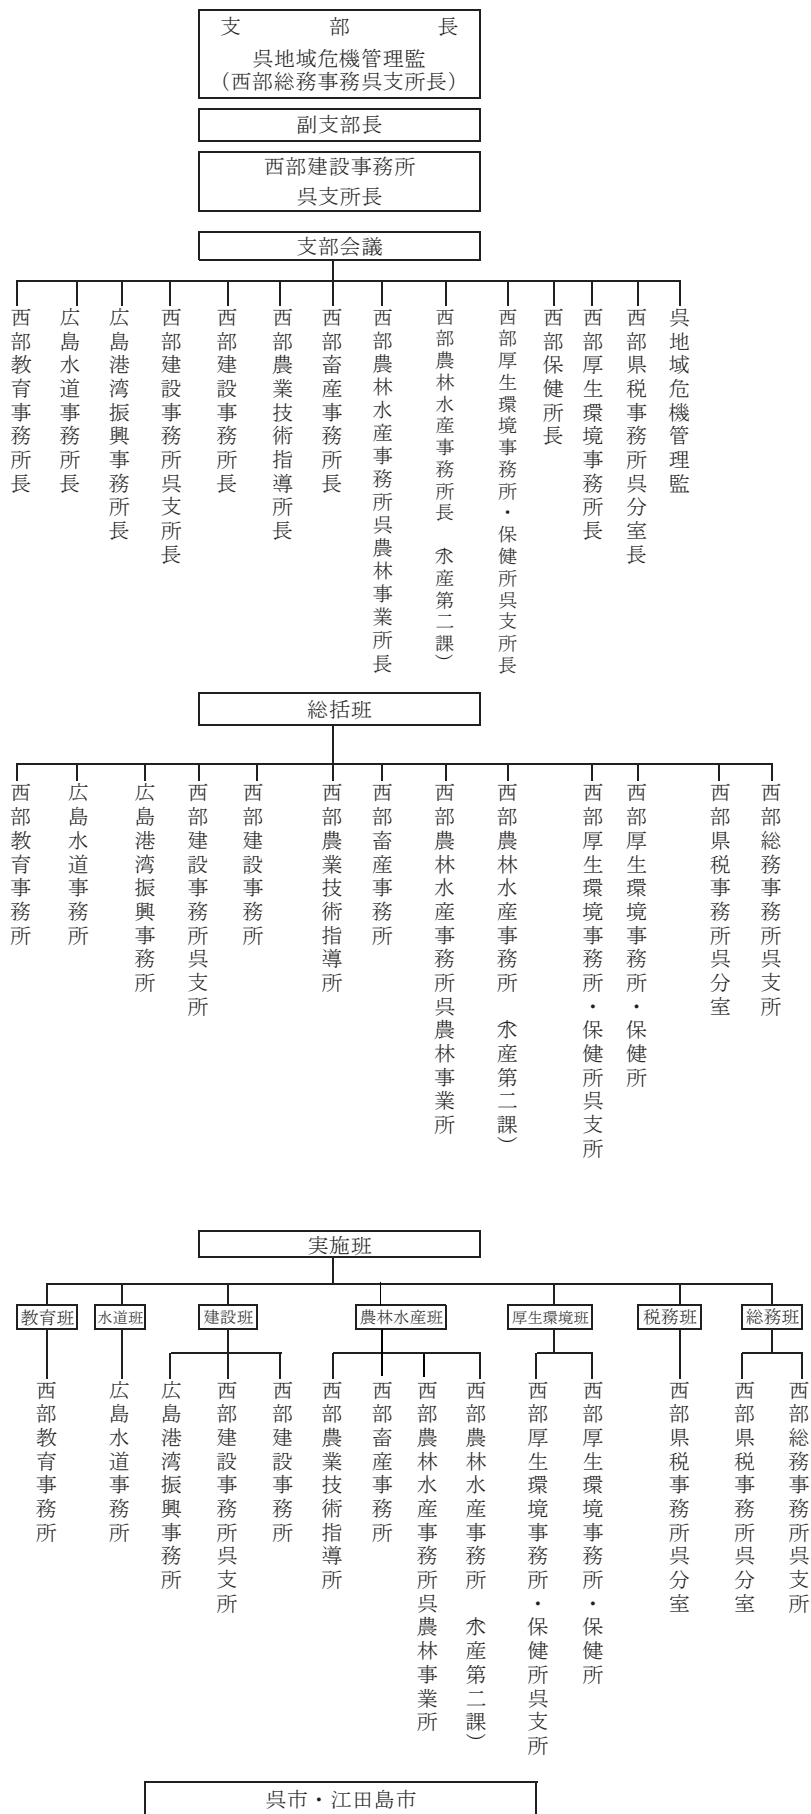 支部長
呉地域危機管理監
（西部総務事務呉支所長）
副支部長
西部建設事務所
呉支所長
支部会議
呉地域危機管理監
西部県税事務所呉分室長
西部厚生環境事務所長
西部保健所長
西部厚生環境事務所・保健所呉支所長
西部農林水産事務所長（水産第二課）
西部農林水産事務所呉農林事業所長
西部畜産事務所長
西部農業技術指導所長
西部建設事務所長
西部建設事務所呉支所長
広島港湾振興事務所長
広島水道事務所長
西部教育事務所長
総括班
西部総務事務所呉支所
西部県税事務所呉分室
西部厚生環境事務所・保健所
西部厚生環境事務所・保健所呉支所
西部農林水産事務所（水産第二課）
西部農林水産事務所呉農林事業所
西部畜産事務所
西部農業技術指導所
西部建設事務所
西部建設事務所呉支所
広島港湾振興事務所
広島水道事務所
西部教育事務所
実施班
総務班
税務班
厚生環境班
農林水産班
建設班
水道班
教育班
西部総務事務所呉支所
西部県税事務所呉分室
西部県税事務所呉分室
西部厚生環境事務所・保健所
西部厚生環境事務所・保健所呉支所
西部農林水産事務所（水産第二課）
西部農林水産事務所呉農林事業所
西部畜産事務所
西部農業技術指導所
西部建設事務所
西部建設事務所呉支所
広島港湾振興事務所
広島水道事務所
西部教育事務所
呉市・江田島市